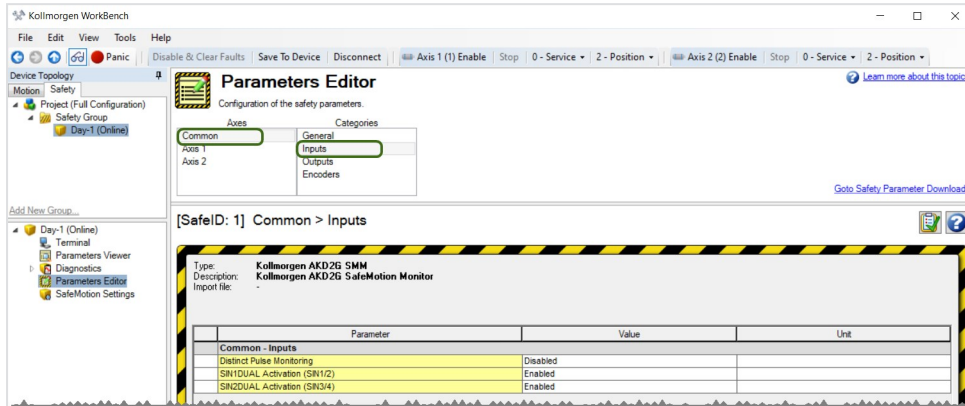 Kollmorgen WorkBench
File Edit View Tools Help
Panic Disable & Clear Faults Save To Device Disconnect Axis 1 (1) Enable Stop 0 - Service 2 - Position Axis 2 (2) Enable Stop 0 - Service 2 - Position
Device Topology
Motion Safety
Project (Full Configuration)
Safety Group
Day-1 (Online)
Add New Group...
Day-1 (Online)
Terminal
Parameters Viewer
Diagnostics
Parameters Editor
SafeMotion Settings
Parameters Editor
Learn more about this topic
Configuration of the safety parameters.
Axes Categories
Common General
Axis 1 Inputs
Axis 2 Outputs
Encoders
Goto Safety Parameter Download
[SafeID: 1] Common > Inputs
Type: Kollmorgen AKD2G SMM
Description: Kollmorgen AKD2G SafeMotion Monitor
Import file: -
Parameter Value Unit
Common - Inputs
Distinct Pulse Monitoring Disabled
SIN1DUAL Activation (SIN1/2) Enabled
SIN2DUAL Activation (SIN3/4) Enabled